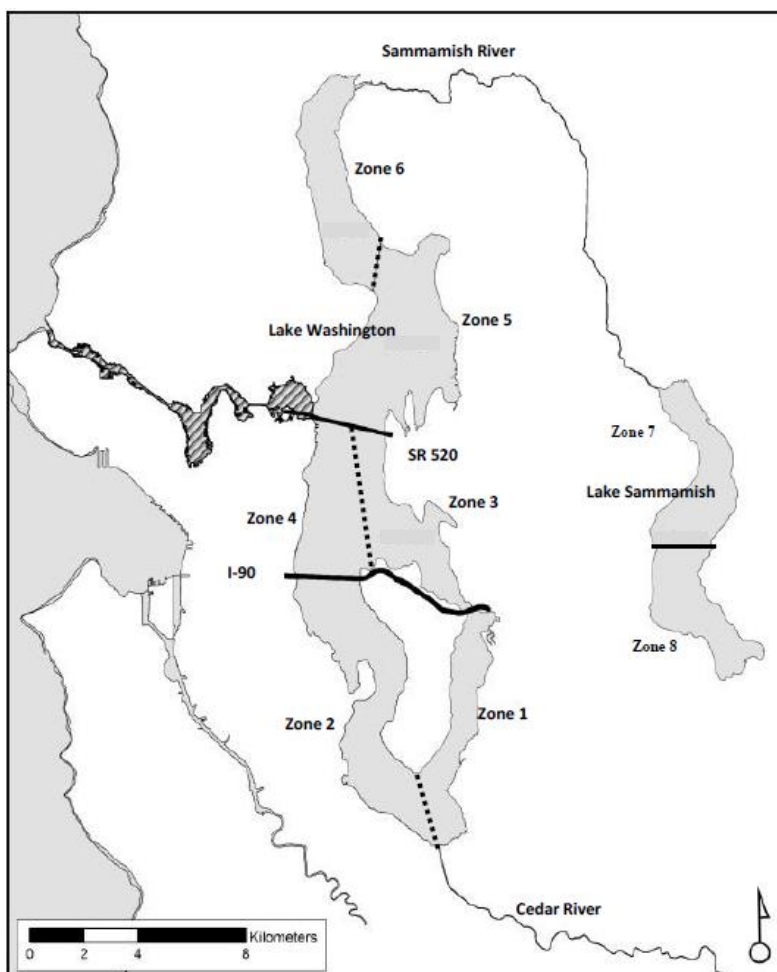 Sammamish River
Zone 6
Lake Washington
Zone 5
Zone 7
SR 520
Lake Sammamish
Zone 4
Zone 3
I-90
Zone 8
Zone 2
Zone 1
Cedar River
Kilometers
0 2 4 8